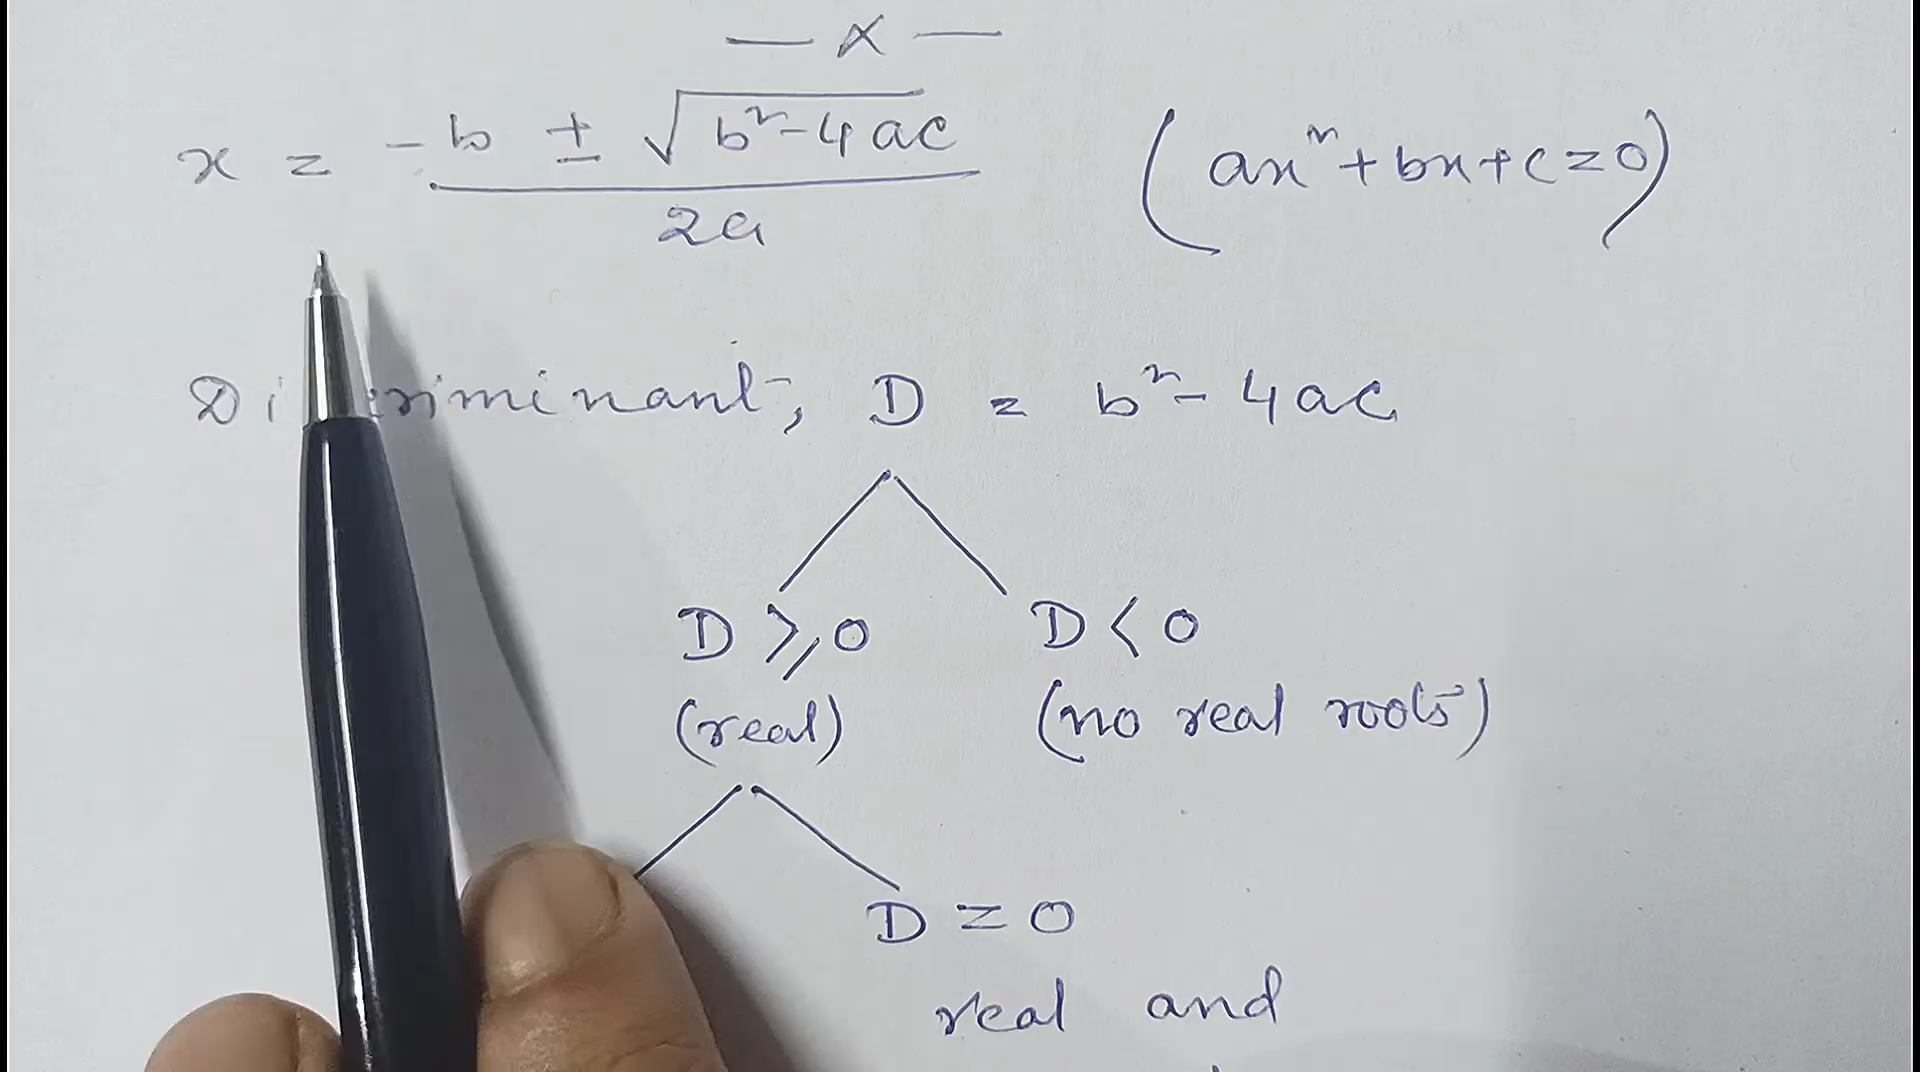 — x —
x = -b ± √(b²-4ac) / 2a (ax²+bx+c=0)
Discriminant, D = b²-4ac
D ≥ 0 D < 0
(real) (no real roots)
D = 0
real and